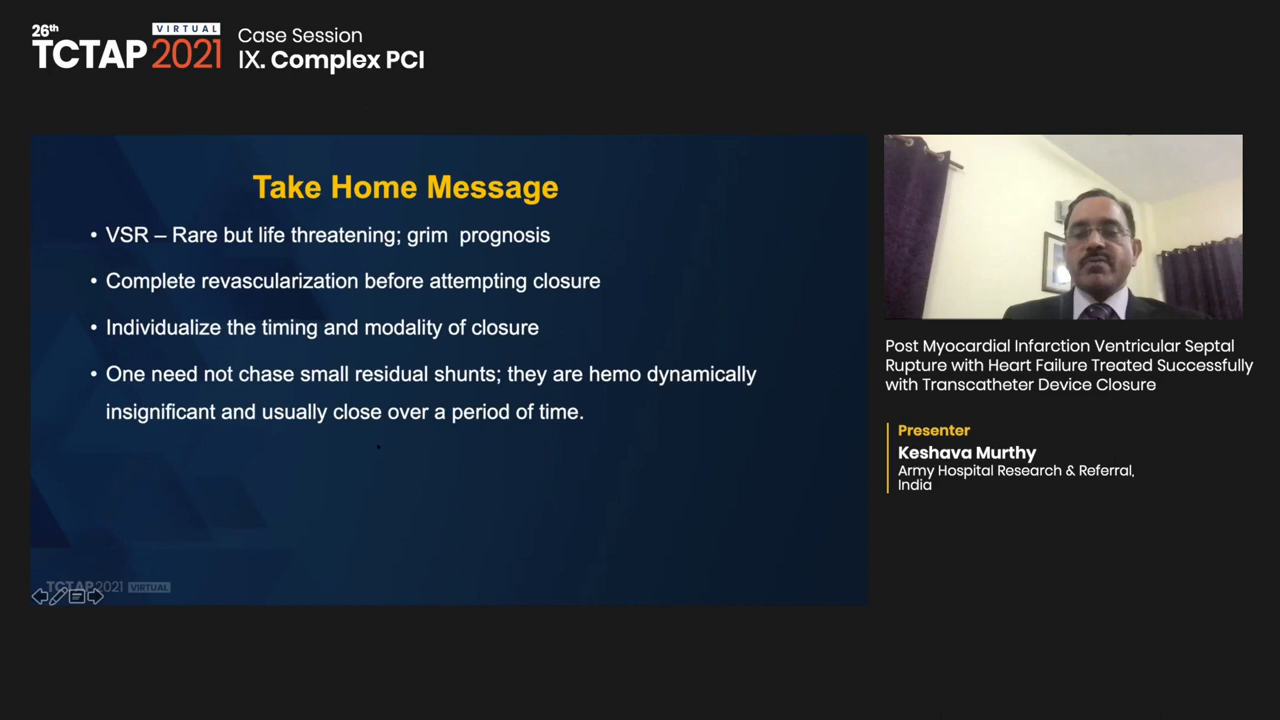 26th
TCTAP
VIRTUAL
2021
Case Session
IX. Complex PCI
Take Home Message
• VSR – Rare but life threatening; grim prognosis
• Complete revascularization before attempting closure
• Individualize the timing and modality of closure
• One need not chase small residual shunts; they are hemo dynamically
insignificant and usually close over a period of time.
TCTAP 2021 VIRTUAL
Post Myocardial Infarction Ventricular Septal
Rupture with Heart Failure Treated Successfully
with Transcatheter Device Closure
Presenter
Keshava Murthy
Army Hospital Research & Referral,
India